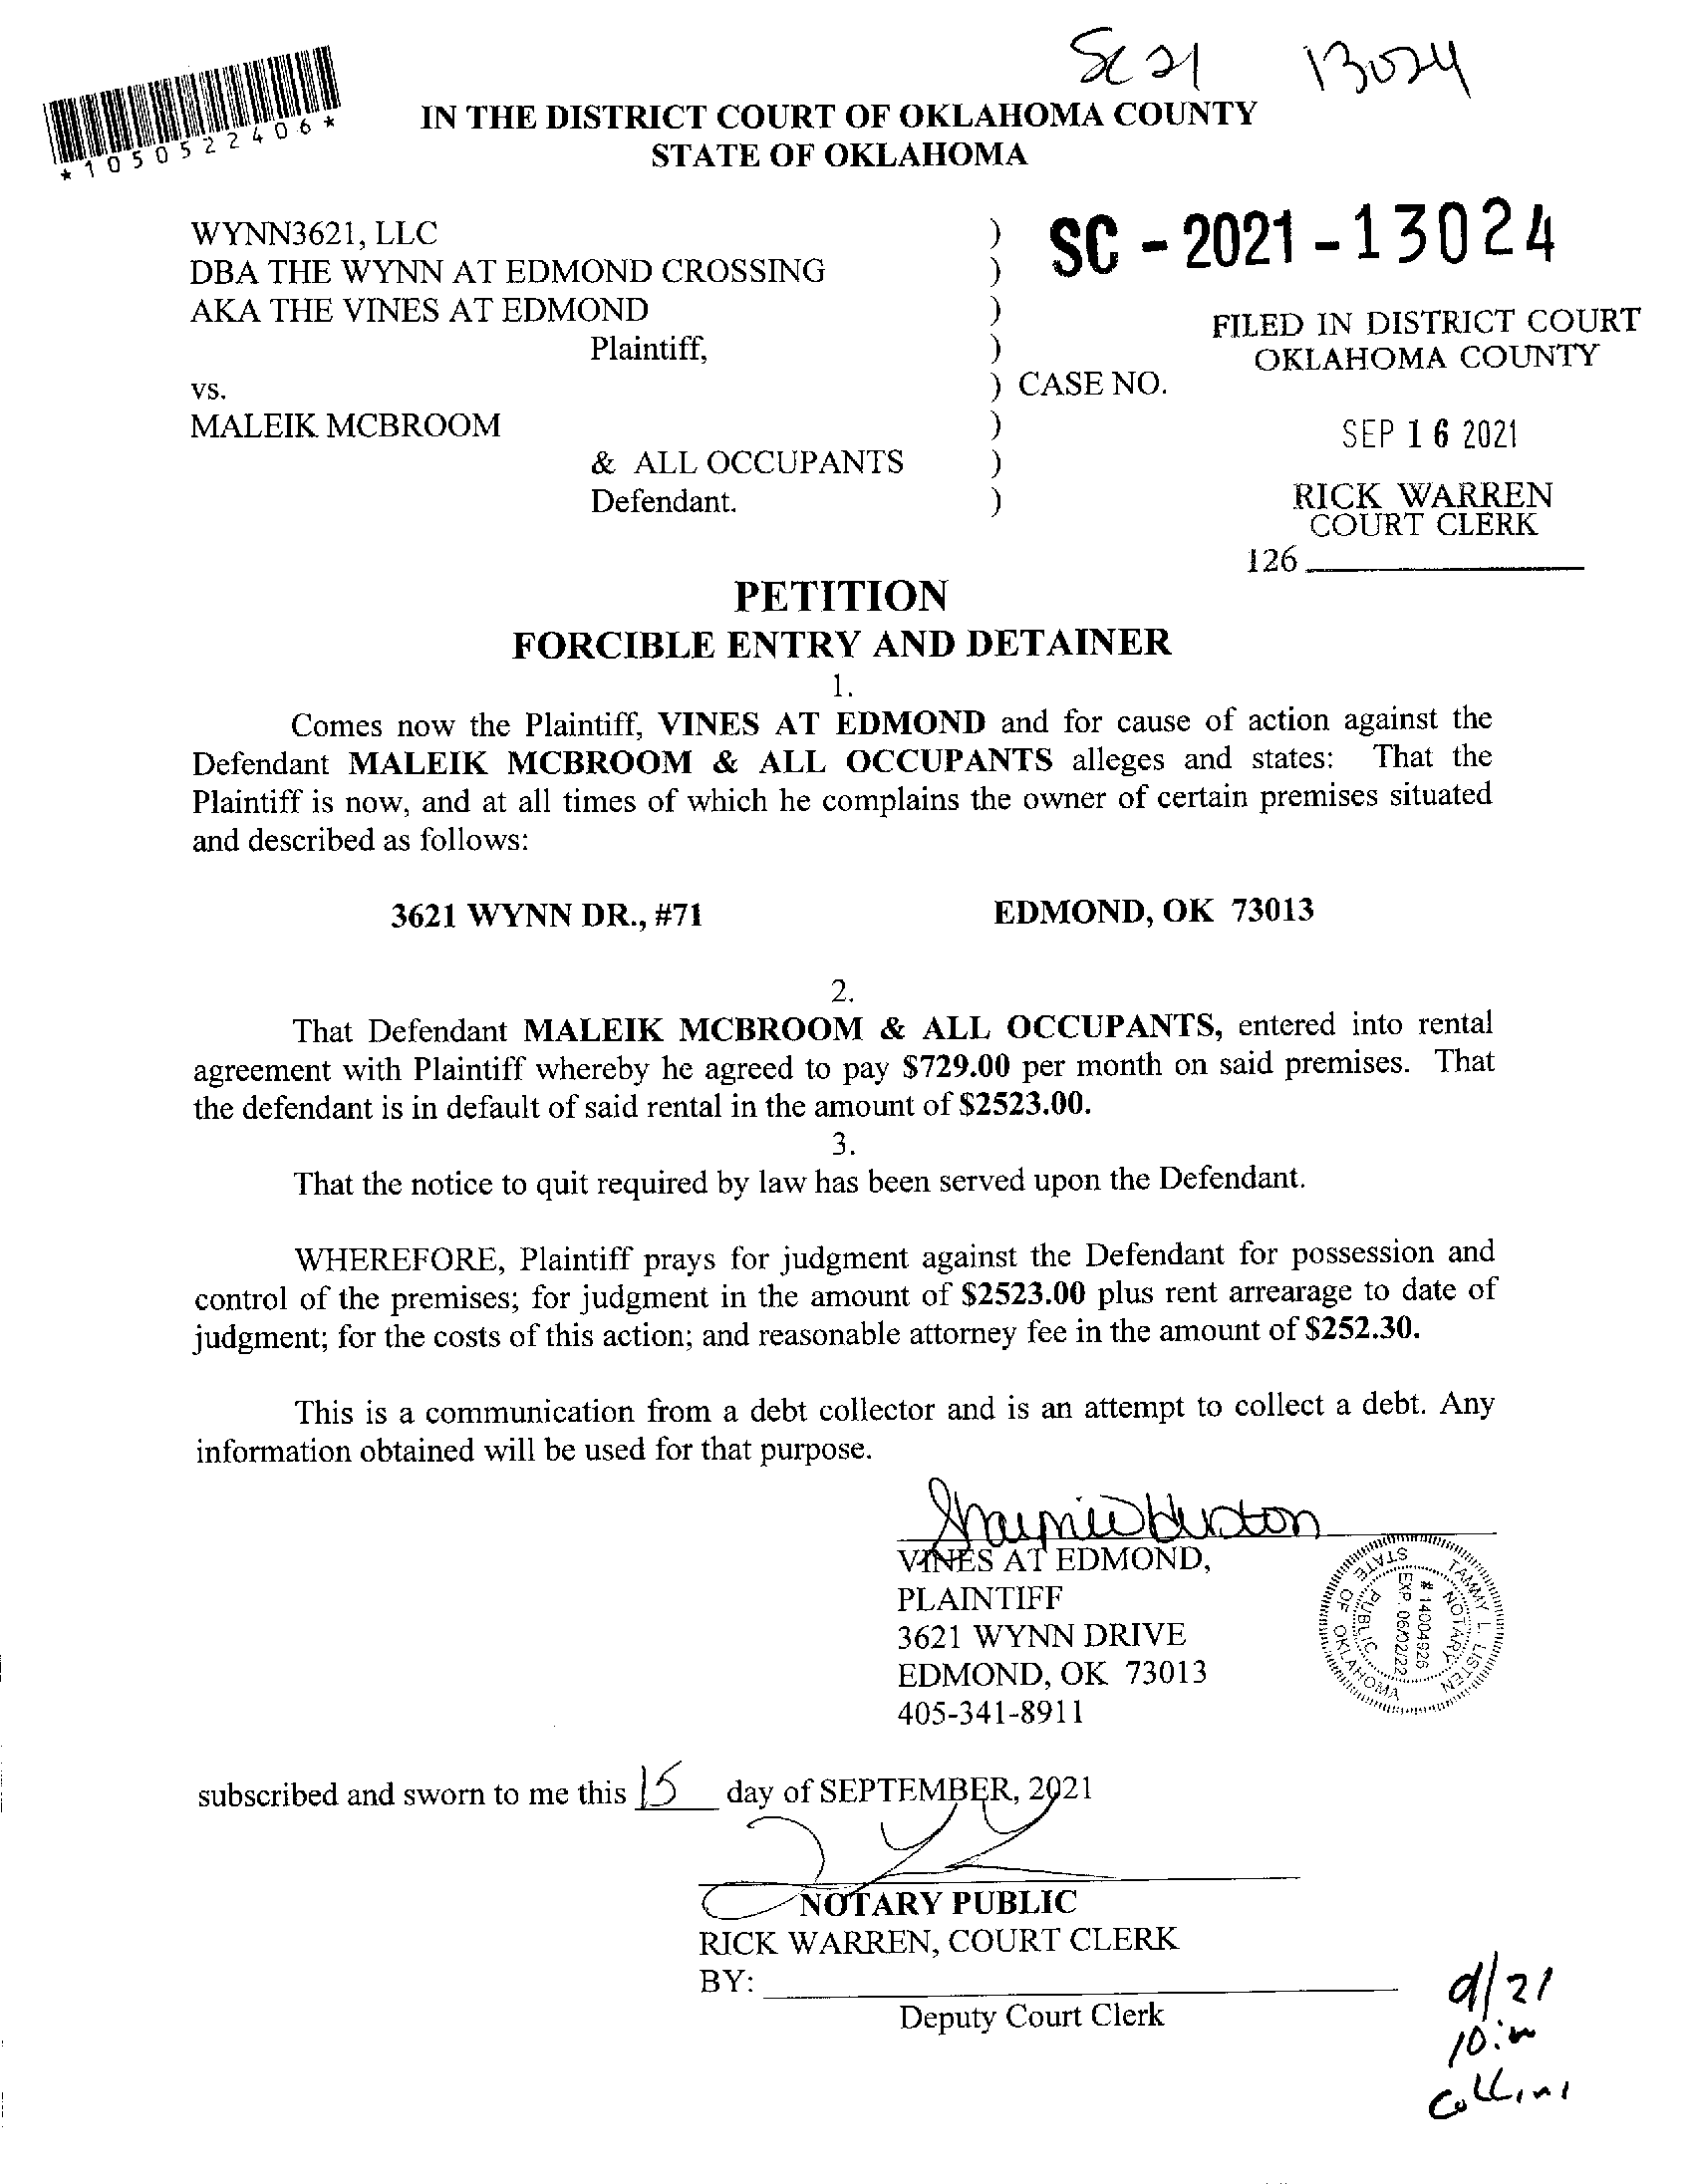 SC 21 13024
*1050522406*
IN THE DISTRICT COURT OF OKLAHOMA COUNTY
STATE OF OKLAHOMA
WYNN3621, LLC )
SC - 2021 - 13024
DBA THE WYNN AT EDMOND CROSSING )
AKA THE VINES AT EDMOND )
FILED IN DISTRICT COURT
OKLAHOMA COUNTY
Plaintiff, )
vs. ) CASE NO.
MALEIK MCBROOM )
SEP 16 2021
& ALL OCCUPANTS )
Defendant. )
RICK WARREN
COURT CLERK
126
PETITION
FORCIBLE ENTRY AND DETAINER
1.
Comes now the Plaintiff, VINES AT EDMOND and for cause of action against the
Defendant MALEIK MCBROOM & ALL OCCUPANTS alleges and states: That the
Plaintiff is now, and at all times of which he complains the owner of certain premises situated
and described as follows:
3621 WYNN DR., #71 EDMOND, OK 73013
2.
That Defendant MALEIK MCBROOM & ALL OCCUPANTS, entered into rental
agreement with Plaintiff whereby he agreed to pay $729.00 per month on said premises. That
the defendant is in default of said rental in the amount of $2523.00.
3.
That the notice to quit required by law has been served upon the Defendant.
WHEREFORE, Plaintiff prays for judgment against the Defendant for possession and
control of the premises; for judgment in the amount of $2523.00 plus rent arrearage to date of
judgment; for the costs of this action; and reasonable attorney fee in the amount of $252.30.
This is a communication from a debt collector and is an attempt to collect a debt. Any
information obtained will be used for that purpose.
VINES AT EDMOND,
PLAINTIFF
3621 WYNN DRIVE
EDMOND, OK 73013
405-341-8911
TAMMY L. LISTEN
NOTARY PUBLIC
# 14004926
EXP. 06/02/22
STATE OF OKLAHOMA
subscribed and sworn to me this 15 day of SEPTEMBER, 2021
NOTARY PUBLIC
RICK WARREN, COURT CLERK
BY:
Deputy Court Clerk
9/21
Collins